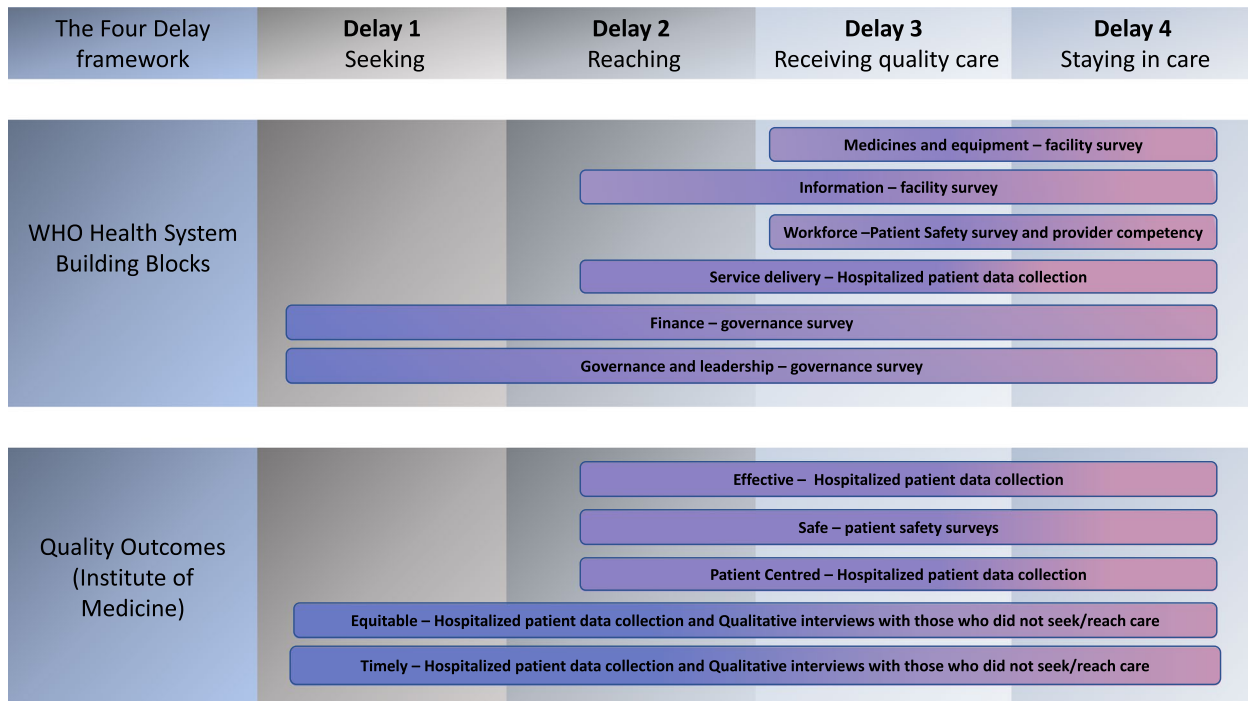 The Four Delay
framework
Delay 1
Seeking
Delay 2
Reaching
Delay 3
Receiving quality care
Delay 4
Staying in care
WHO Health System
Building Blocks
Medicines and equipment – facility survey
Information – facility survey
Workforce –Patient Safety survey and provider competency
Service delivery – Hospitalized patient data collection
Finance – governance survey
Governance and leadership – governance survey
Quality Outcomes
(Institute of
Medicine)
Effective –  Hospitalized patient data collection
Safe – patient safety surveys
Patient Centred – Hospitalized patient data collection
Equitable – Hospitalized patient data collection and Qualitative interviews with those who did not seek/reach care
Timely – Hospitalized patient data collection and Qualitative interviews with those who did not seek/reach care